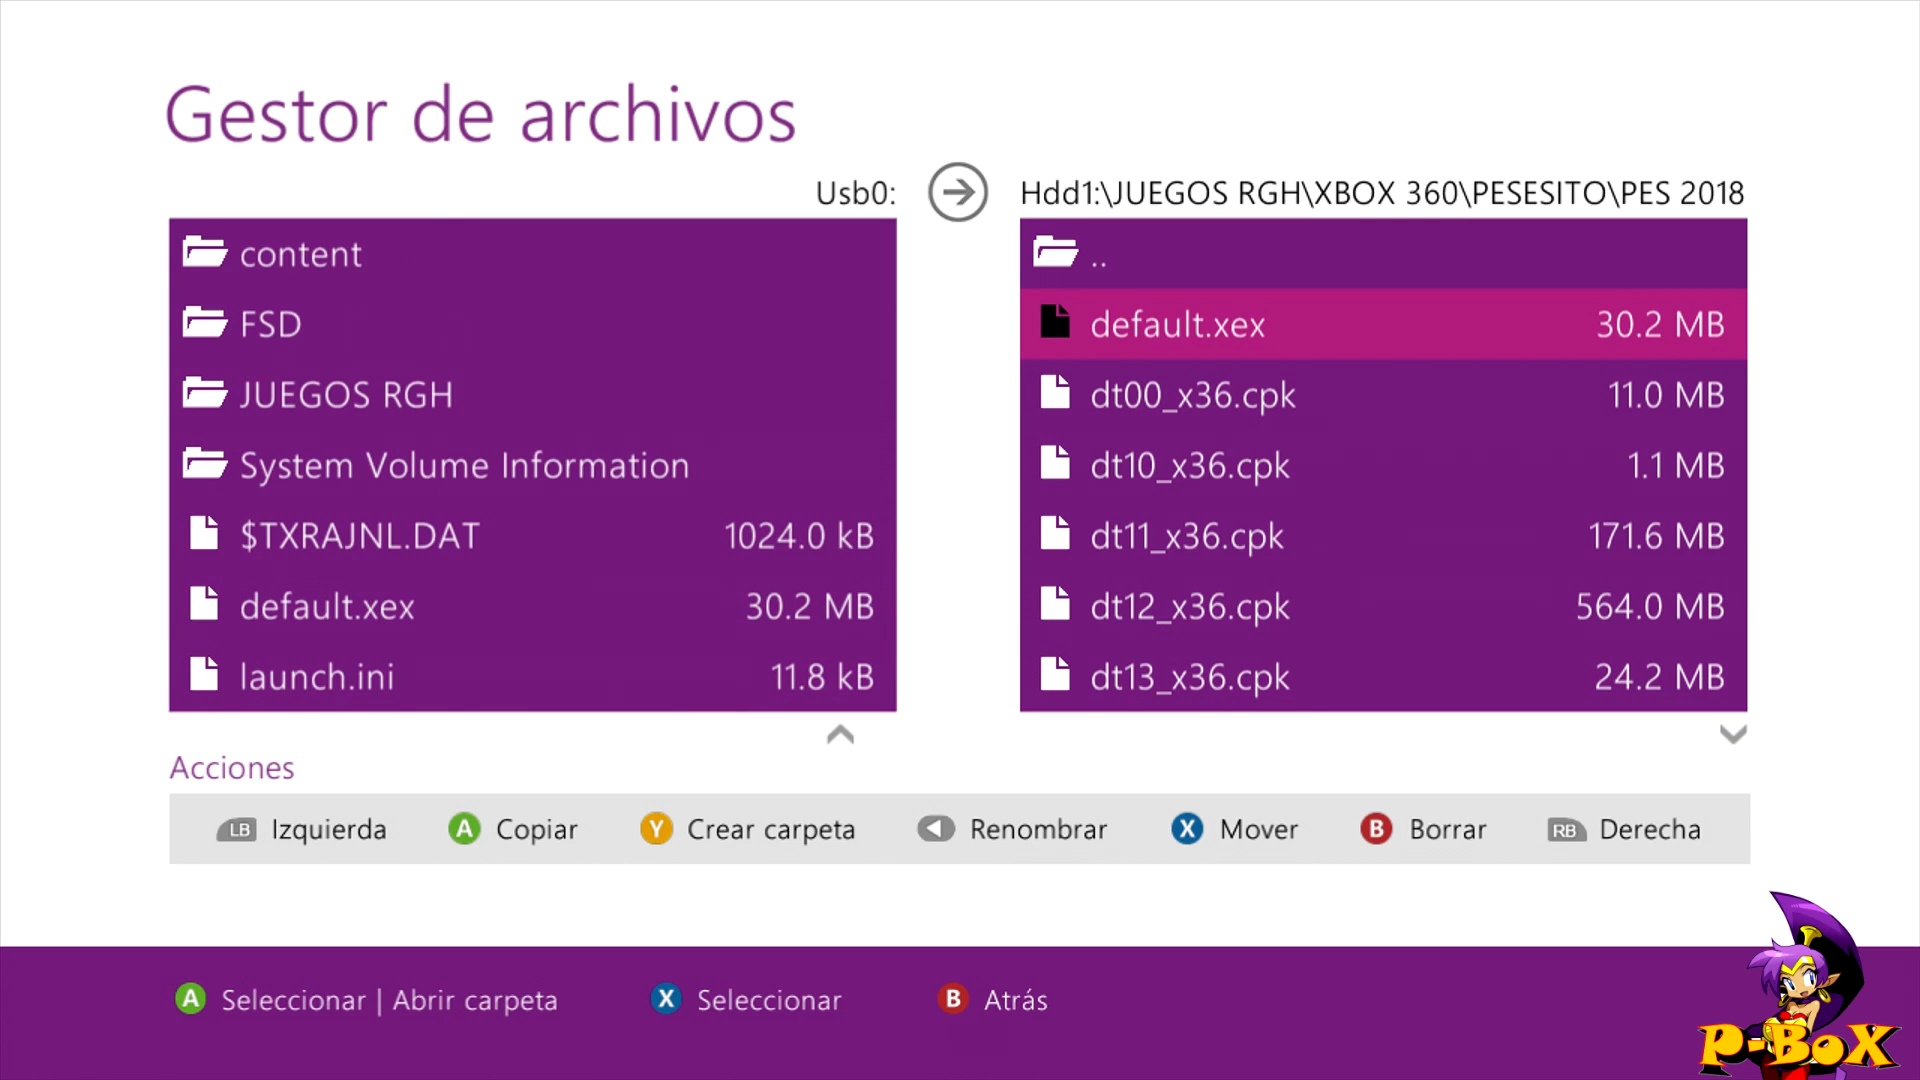 Gestor de archivos
Usb0:
Hdd1:\JUEGOS RGH\XBOX 360\PESESITO\PES 2018
content
FSD
JUEGOS RGH
System Volume Information
$TXRAJNL.DAT 1024.0 kB
default.xex 30.2 MB
launch.ini 11.8 kB
..
default.xex 30.2 MB
dt00_x36.cpk 11.0 MB
dt10_x36.cpk 1.1 MB
dt11_x36.cpk 171.6 MB
dt12_x36.cpk 564.0 MB
dt13_x36.cpk 24.2 MB
Acciones
LB Izquierda A Copiar Y Crear carpeta Renombrar X Mover B Borrar RB Derecha
A Seleccionar | Abrir carpeta X Seleccionar B Atrás
P-BoX